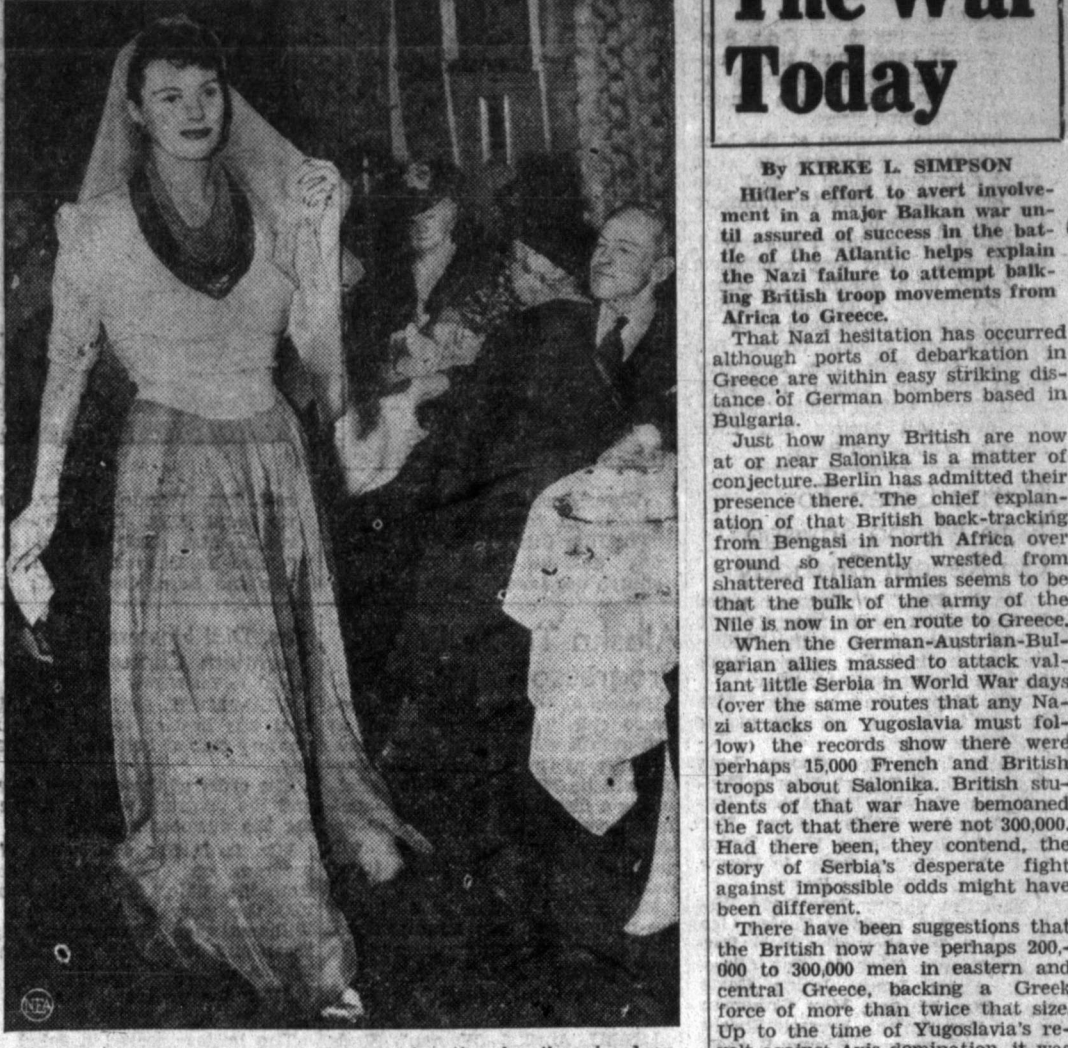 The War
Today
By KIRKE L. SIMPSON
Hitler's effort to avert involve-
ment in a major Balkan war un-
til assured of success in the bat-
tle of the Atlantic helps explain
the Nazi failure to attempt balk-
ing British troop movements from
Africa to Greece.
That Nazi hesitation has occurred
although ports of debarkation in
Greece are within easy striking dis-
tance of German bombers based in
Bulgaria.
Just how many British are now
at or near Salonika is a matter of
conjecture. Berlin has admitted their
presence there. The chief explan-
ation of that British back-tracking
from Bengasi in north Africa over
ground so recently wrested from
shattered Italian armies seems to be
that the bulk of the army of the
Nile is now in or en route to Greece.
When the German-Austrian-Bul-
garian allies massed to attack val-
iant little Serbia in World War days
(over the same routes that any Na-
zi attacks on Yugoslavia must fol-
low) the records show there were
perhaps 15,000 French and British
troops about Salonika. British stu-
dents of that war have bemoaned
the fact that there were not 300,000.
Had there been, they contend, the
story of Serbia's desperate fight
against impossible odds might have
been different.
There have been suggestions that
the British now have perhaps 200,-
000 to 300,000 men in eastern and
central Greece, backing a Greek
force of more than twice that size.
Up to the time of Yugoslavia's re-
volt against Axis domination, it was
NEA